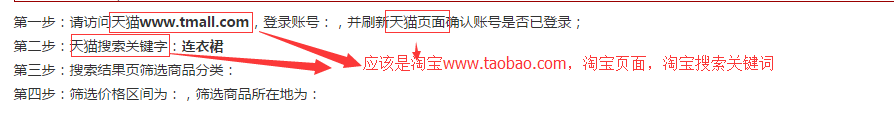 第一步：请访问天猫www.tmall.com，登录账号：，并刷新天猫页面确认账号是否已登录；
第二步：天猫搜索关键字：连衣裙
应该是淘宝www.taobao.com，淘宝页面，淘宝搜索关键词
第三步：搜索结果页筛选商品分类：
第四步：筛选价格区间为：，筛选商品所在地为：